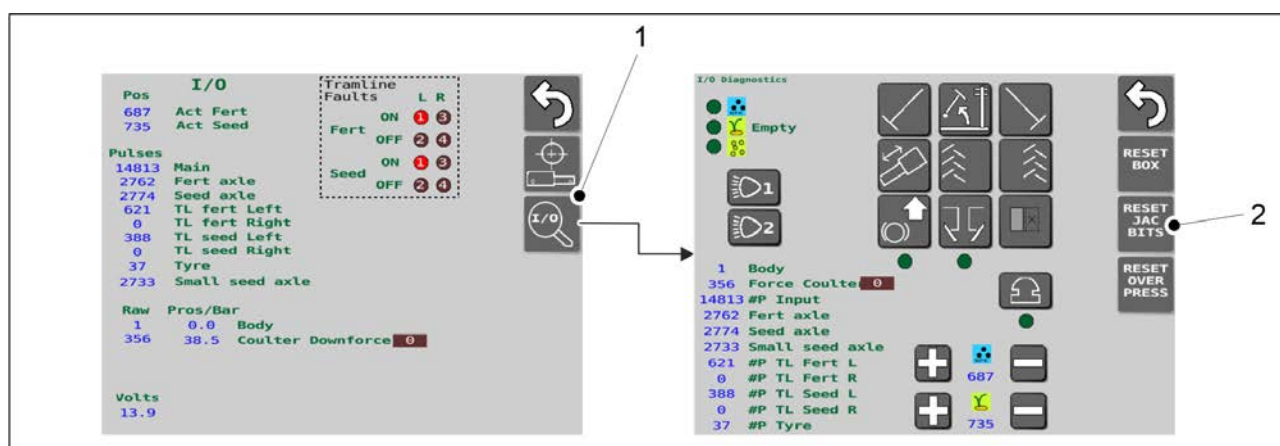 1
I/O
Pos
687 Act Fert
735 Act Seed
Tramline
Faults L R
Fert ON 1 3
OFF 2 4
Seed ON 1 3
OFF 2 4
Pulses
14813 Main
2762 Fert axle
2774 Seed axle
621 TL fert Left
0 TL fert Right
388 TL seed Left
0 TL seed Right
37 Tyre
2733 Small seed axle
Raw Pros/Bar
1 0.0 Body
356 38.5 Coulter Downforce 0
Volts
13.9
I/O
I/O Diagnostics
Empty
1
2
1 Body
356 Force Coulte 0
14813 #P Input
2762 Fert axle
2774 Seed axle
2733 Small seed axle
621 #P TL Fert L
0 #P TL Fert R
388 #P TL Seed L
0 #P TL Seed R
37 #P Tyre
687
735
RESET
BOX
RESET
JAC
BITS
RESET
OVER
PRESS
2